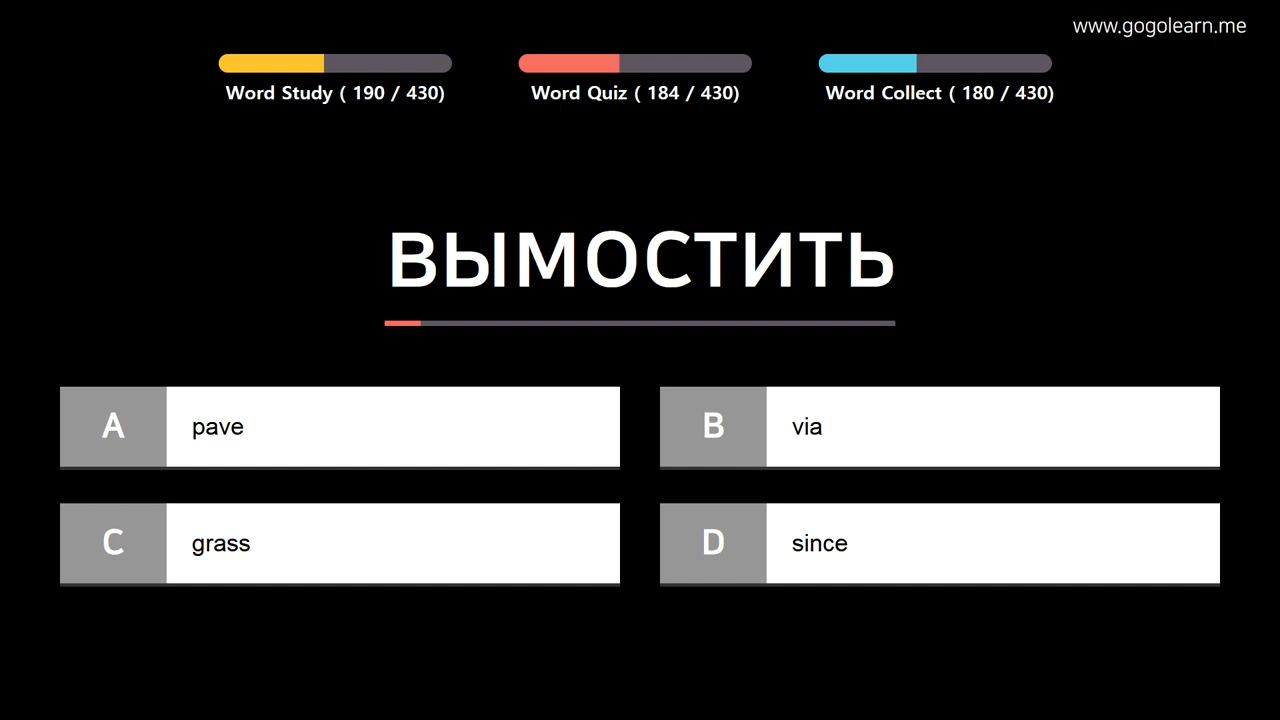 www.gogolearn.me
Word Study ( 190 / 430)
Word Quiz ( 184 / 430)
Word Collect ( 180 / 430)
ВЫМОСТИТЬ
A pave
B via
C grass
D since